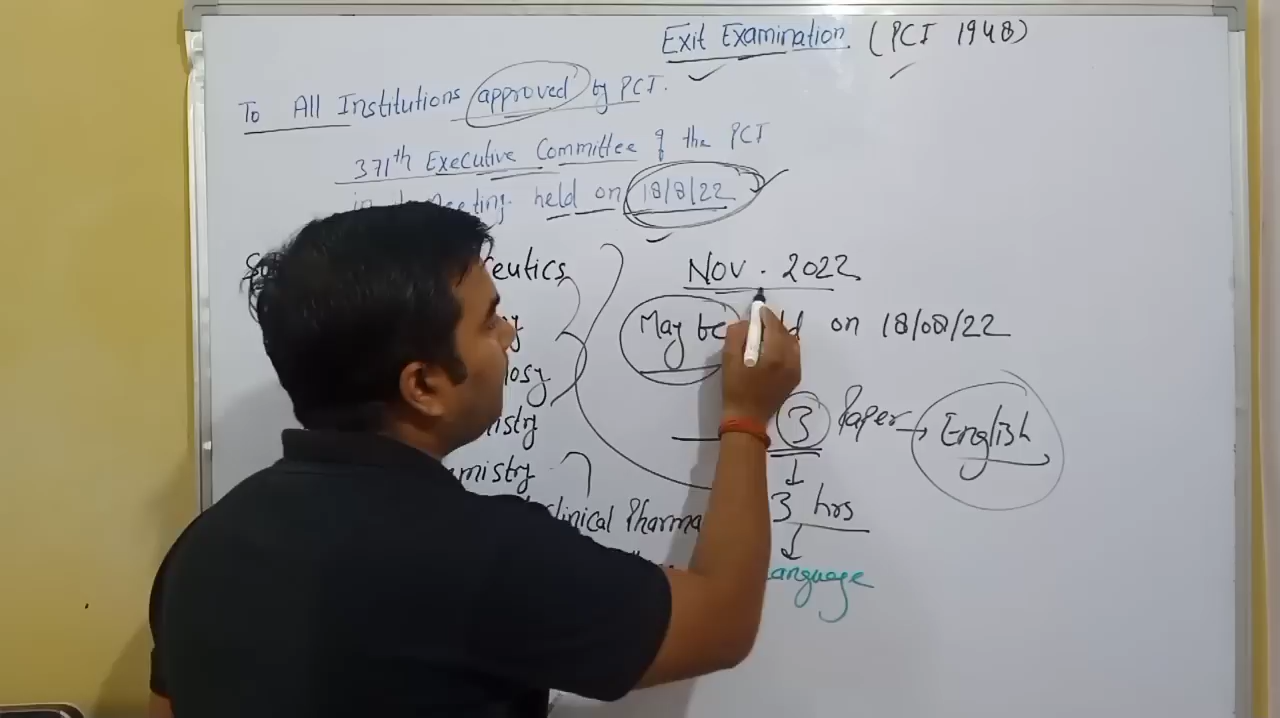 Exit Examination (PCI 1948)
To All Institutions approved by PCI.
371th Executive Committee of the PCI
held on 18/8/22
eutics
Nov. 2022
May be on 18/08/22
osy
3 Paper → English
istry
mistry
3 hrs
linical Pharma
anguage